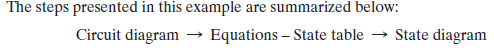 The steps presented in this example are summarized below:
Circuit diagram → Equations – State table → State diagram